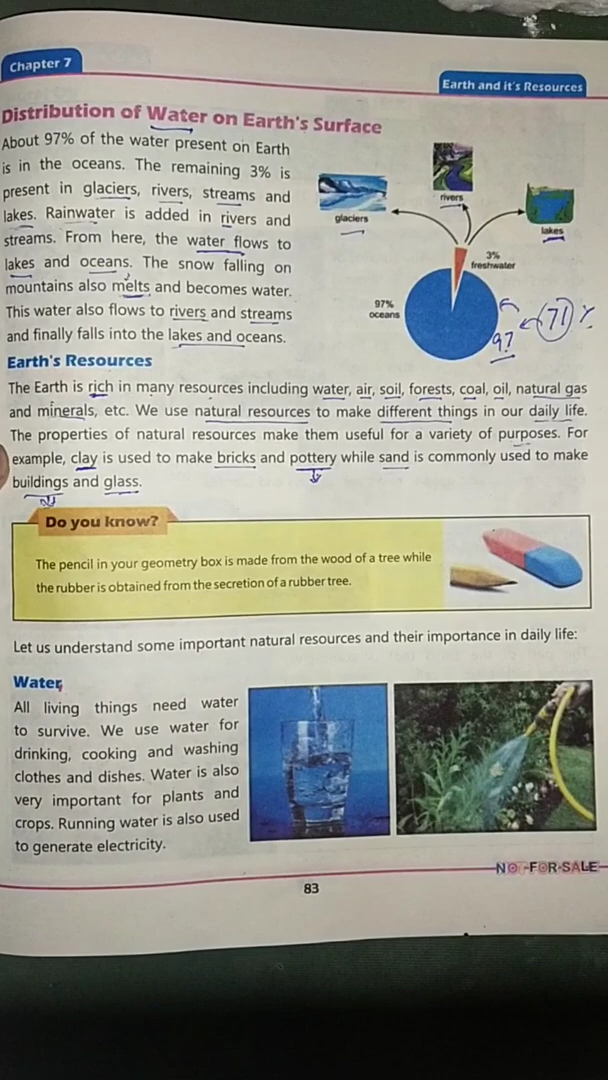 Chapter 7
Earth and it's Resources
Distribution of Water on Earth's Surface
About 97% of the water present on Earth
is in the oceans. The remaining 3% is
present in glaciers, rivers, streams and
lakes. Rainwater is added in rivers and
streams. From here, the water flows to
lakes and oceans. The snow falling on
mountains also melts and becomes water.
This water also flows to rivers and streams
and finally falls into the lakes and oceans.
glaciers
rivers
lakes
3%
freshwater
97%
oceans
97
71 %
Earth's Resources
The Earth is rich in many resources including water, air, soil, forests, coal, oil, natural gas
and minerals, etc. We use natural resources to make different things in our daily life.
The properties of natural resources make them useful for a variety of purposes. For
example, clay is used to make bricks and pottery while sand is commonly used to make
buildings and glass.
Do you know?
The pencil in your geometry box is made from the wood of a tree while
the rubber is obtained from the secretion of a rubber tree.
Let us understand some important natural resources and their importance in daily life:
Water
All living things need water
to survive. We use water for
drinking, cooking and washing
clothes and dishes. Water is also
very important for plants and
crops. Running water is also used
to generate electricity.
NOT-FOR-SALE
83